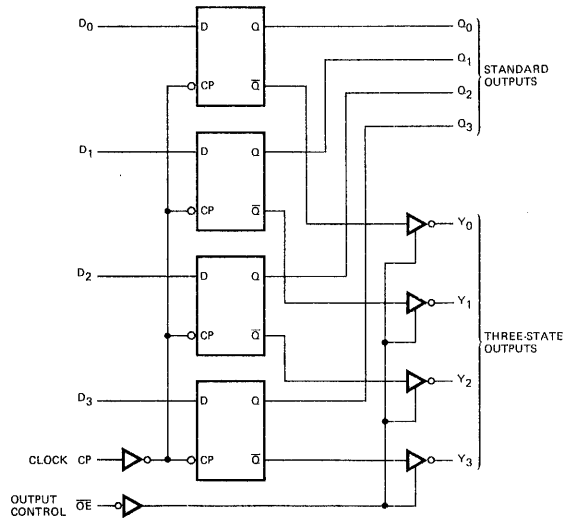 D₀ D Q Q₀
CP Q̅
Q₁
STANDARD
OUTPUTS
Q₂
Q₃
D₁ D Q
CP Q̅
Y₀
D₂ D Q
CP Q̅
Y₁
THREE-STATE
OUTPUTS
D₃ D Q
Y₂
CLOCK CP CP Q̅ Y₃
OUTPUT
CONTROL O̅E̅